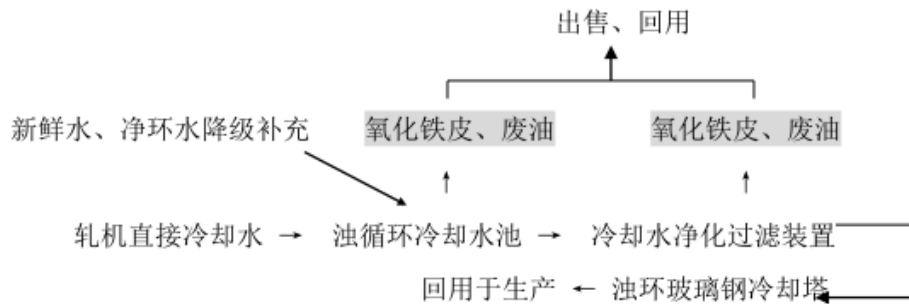 出售、回用
新鲜水、净环水降级补充 氧化铁皮、废油 氧化铁皮、废油
轧机直接冷却水 → 浊循环冷却水池 → 冷却水净化过滤装置
回用于生产 ← 浊环玻璃钢冷却塔